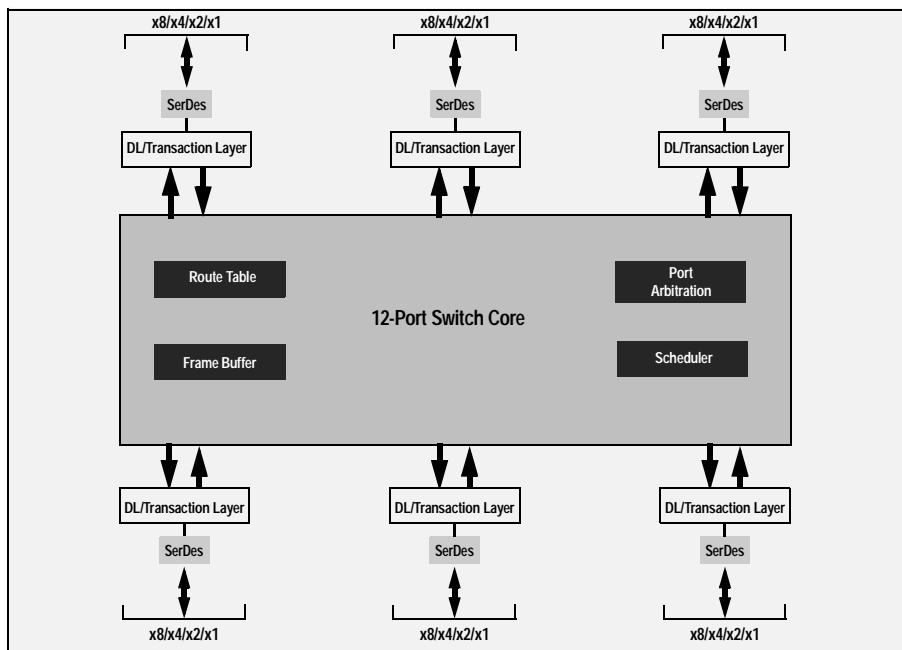 x8/x4/x2/x1
x8/x4/x2/x1
x8/x4/x2/x1
SerDes
SerDes
SerDes
DL/Transaction Layer
DL/Transaction Layer
DL/Transaction Layer
Route Table
Port
Arbitration
12-Port Switch Core
Frame Buffer
Scheduler
DL/Transaction Layer
DL/Transaction Layer
DL/Transaction Layer
SerDes
SerDes
SerDes
x8/x4/x2/x1
x8/x4/x2/x1
x8/x4/x2/x1